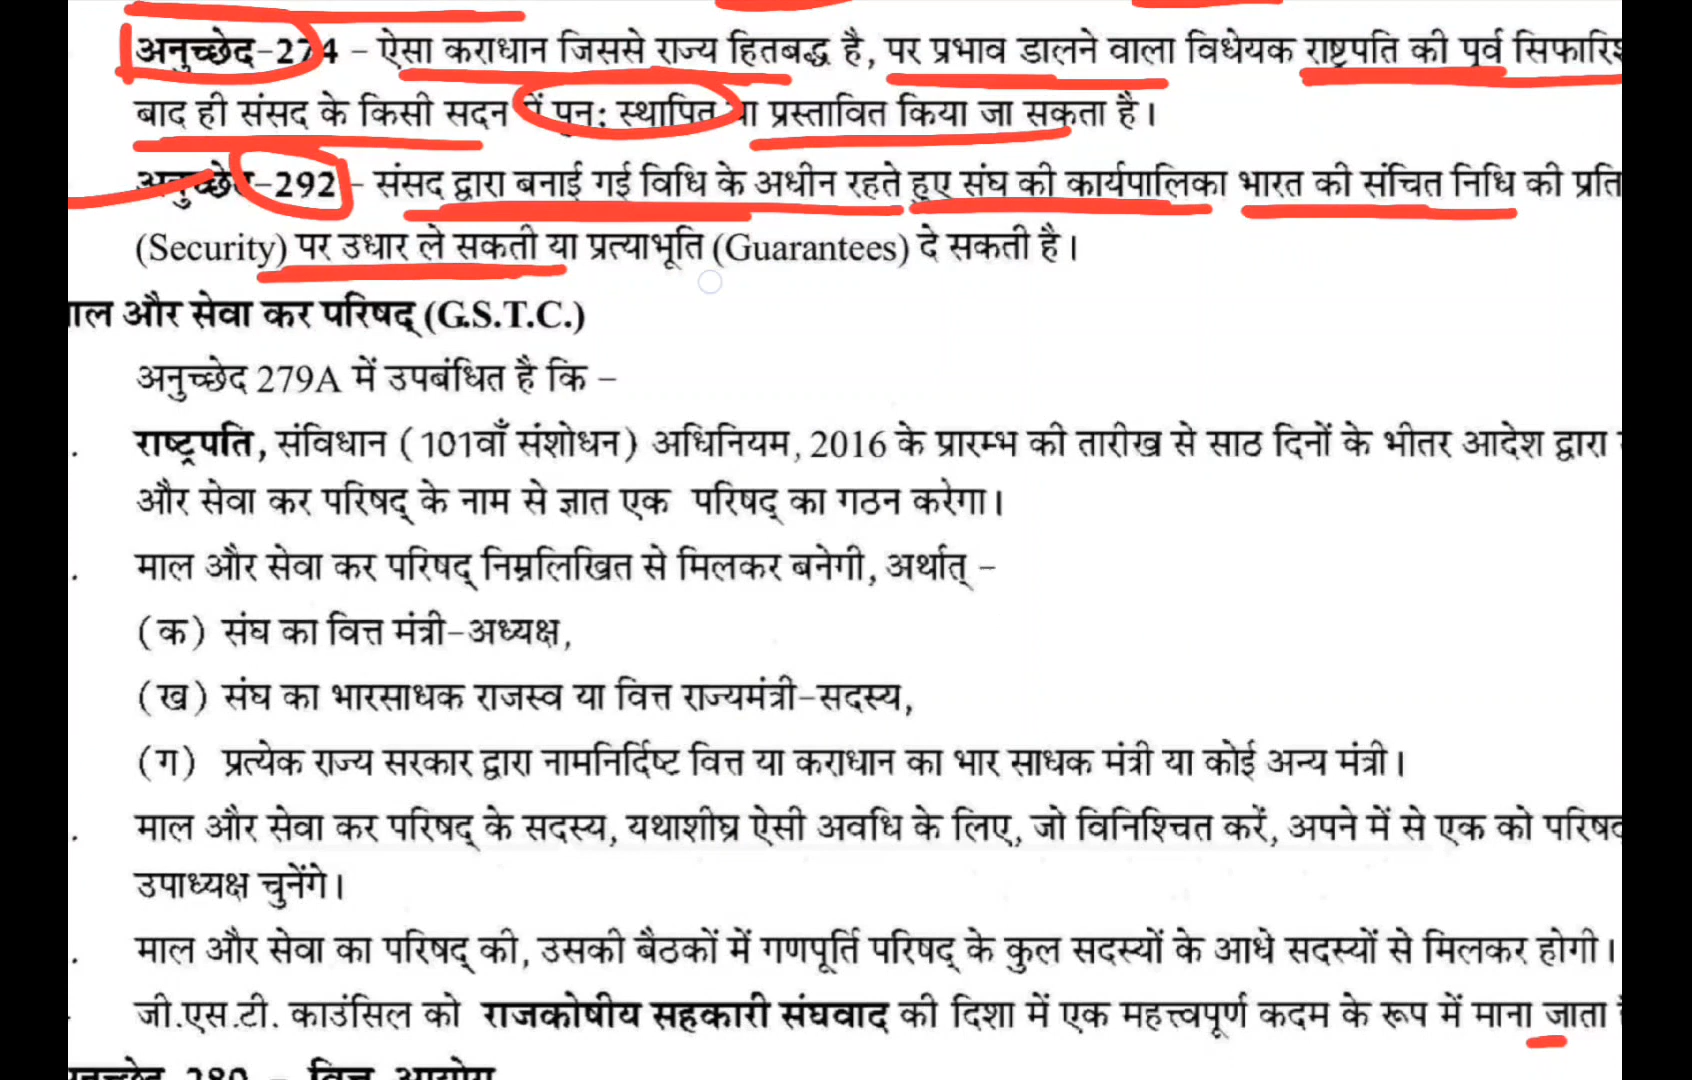 अनुच्छेद-274 – ऐसा कराधान जिससे राज्य हितबद्ध है, पर प्रभाव डालने वाला विधेयक राष्ट्रपति की पूर्व सिफारिश
बाद ही संसद के किसी सदन में पुन: स्थापित या प्रस्तावित किया जा सकता है।
अनुच्छेद-292 – संसद द्वारा बनाई गई विधि के अधीन रहते हुए संघ की कार्यपालिका भारत की संचित निधि की प्रति
(Security) पर उधार ले सकती या प्रत्याभूति (Guarantees) दे सकती है।
ाल और सेवा कर परिषद् (G.S.T.C.)
अनुच्छेद 279A में उपबंधित है कि –
. राष्ट्रपति, संविधान (101वाँ संशोधन) अधिनियम, 2016 के प्रारम्भ की तारीख से साठ दिनों के भीतर आदेश द्वारा
और सेवा कर परिषद् के नाम से ज्ञात एक परिषद् का गठन करेगा।
. माल और सेवा कर परिषद् निम्नलिखित से मिलकर बनेगी, अर्थात् –
(क) संघ का वित्त मंत्री-अध्यक्ष,
(ख) संघ का भारसाधक राजस्व या वित्त राज्यमंत्री-सदस्य,
(ग) प्रत्येक राज्य सरकार द्वारा नामनिर्दिष्ट वित्त या कराधान का भार साधक मंत्री या कोई अन्य मंत्री।
. माल और सेवा कर परिषद् के सदस्य, यथाशीघ्र ऐसी अवधि के लिए, जो विनिश्चित करें, अपने में से एक को परिषद
उपाध्यक्ष चुनेंगे।
. माल और सेवा का परिषद् की, उसकी बैठकों में गणपूर्ति परिषद् के कुल सदस्यों के आधे सदस्यों से मिलकर होगी।
जी.एस.टी. काउंसिल को राजकोषीय सहकारी संघवाद की दिशा में एक महत्त्वपूर्ण कदम के रूप में माना जाता
अनुच्छेद 280 – वित्त आयोग